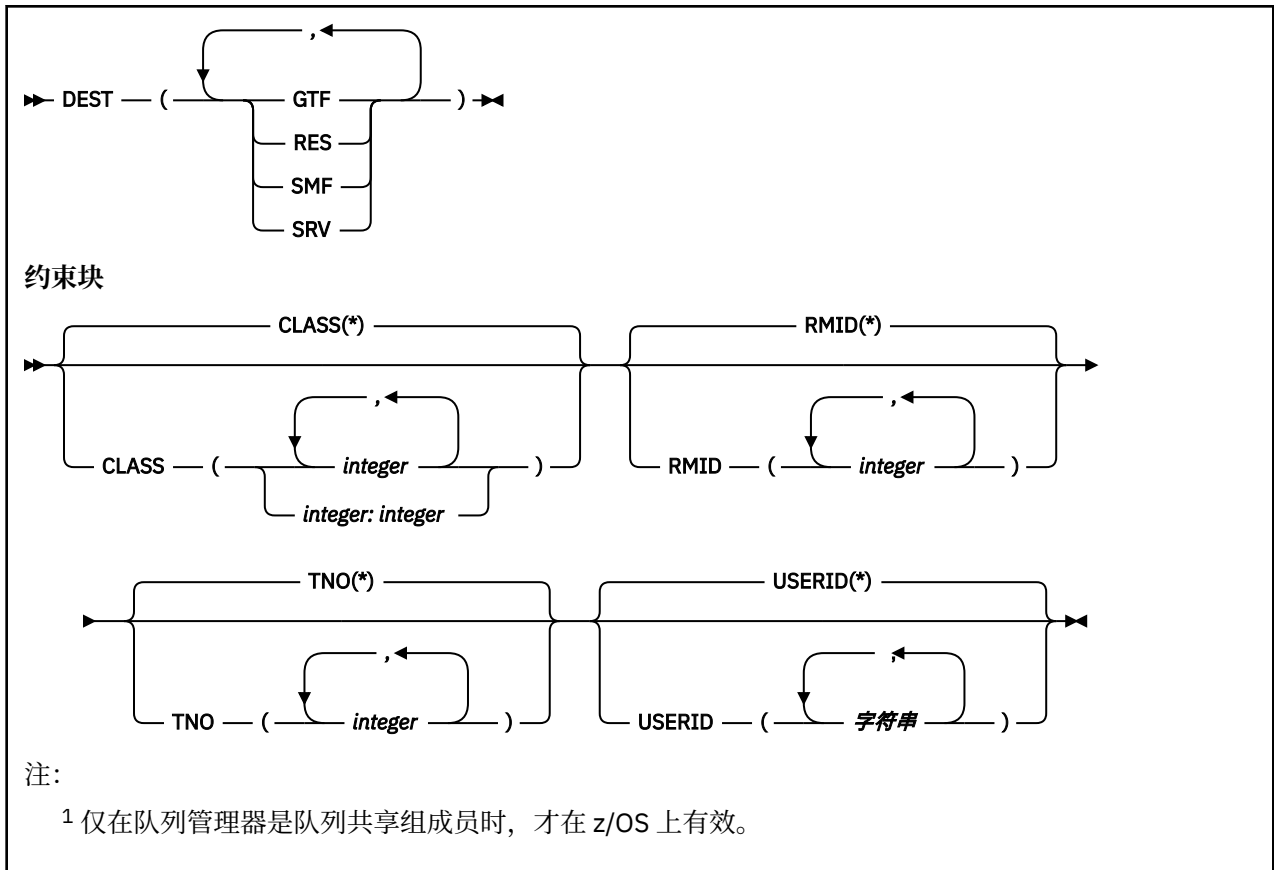 ,
DEST ( GTF )
RES
SMF
SRV
约束块
CLASS(*) RMID(*)
, ,
CLASS ( integer ) RMID ( integer )
integer: integer
TNO(*) USERID(*)
, ,
TNO ( integer ) USERID ( 字符串 )
注：
1 仅在队列管理器是队列共享组成员时，才在 z/OS 上有效。